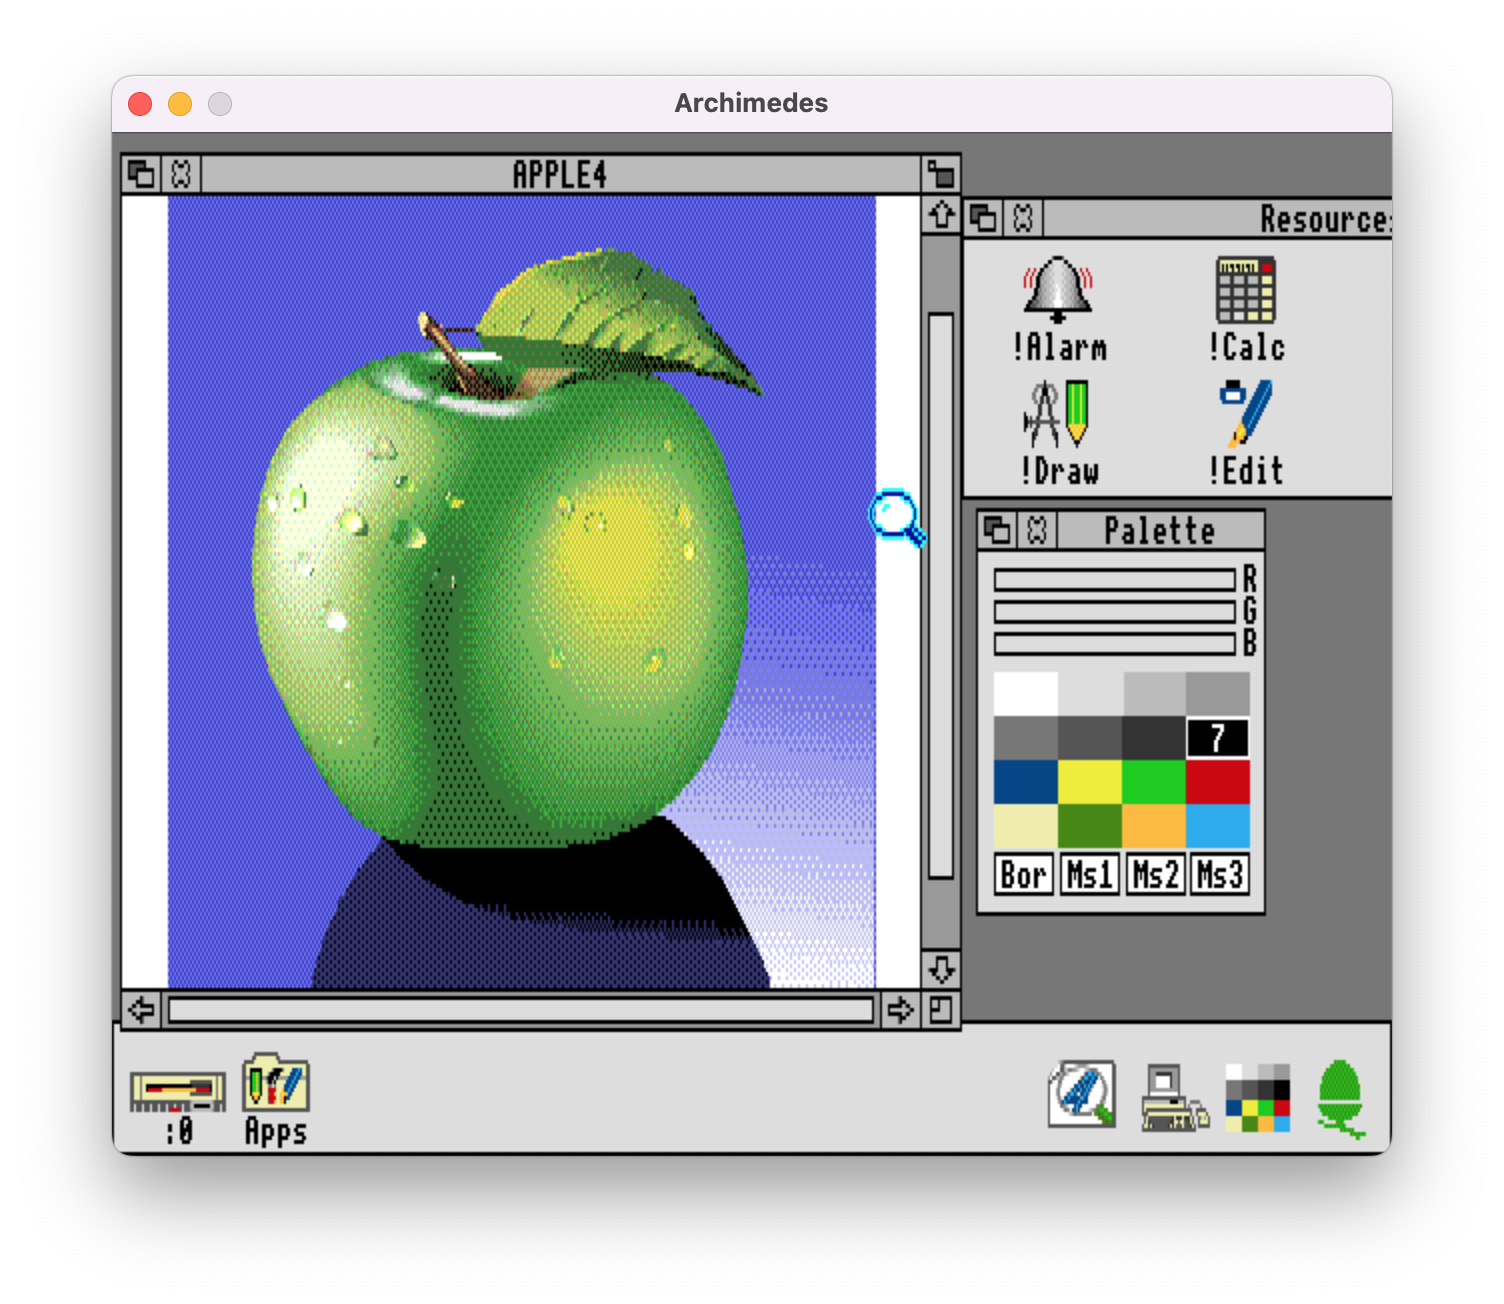 Archimedes
APPLE4
Resource
!Alarm
!Calc
!Draw
!Edit
Palette
R
G
B
7
Bor
Ms1
Ms2
Ms3
:0
Apps